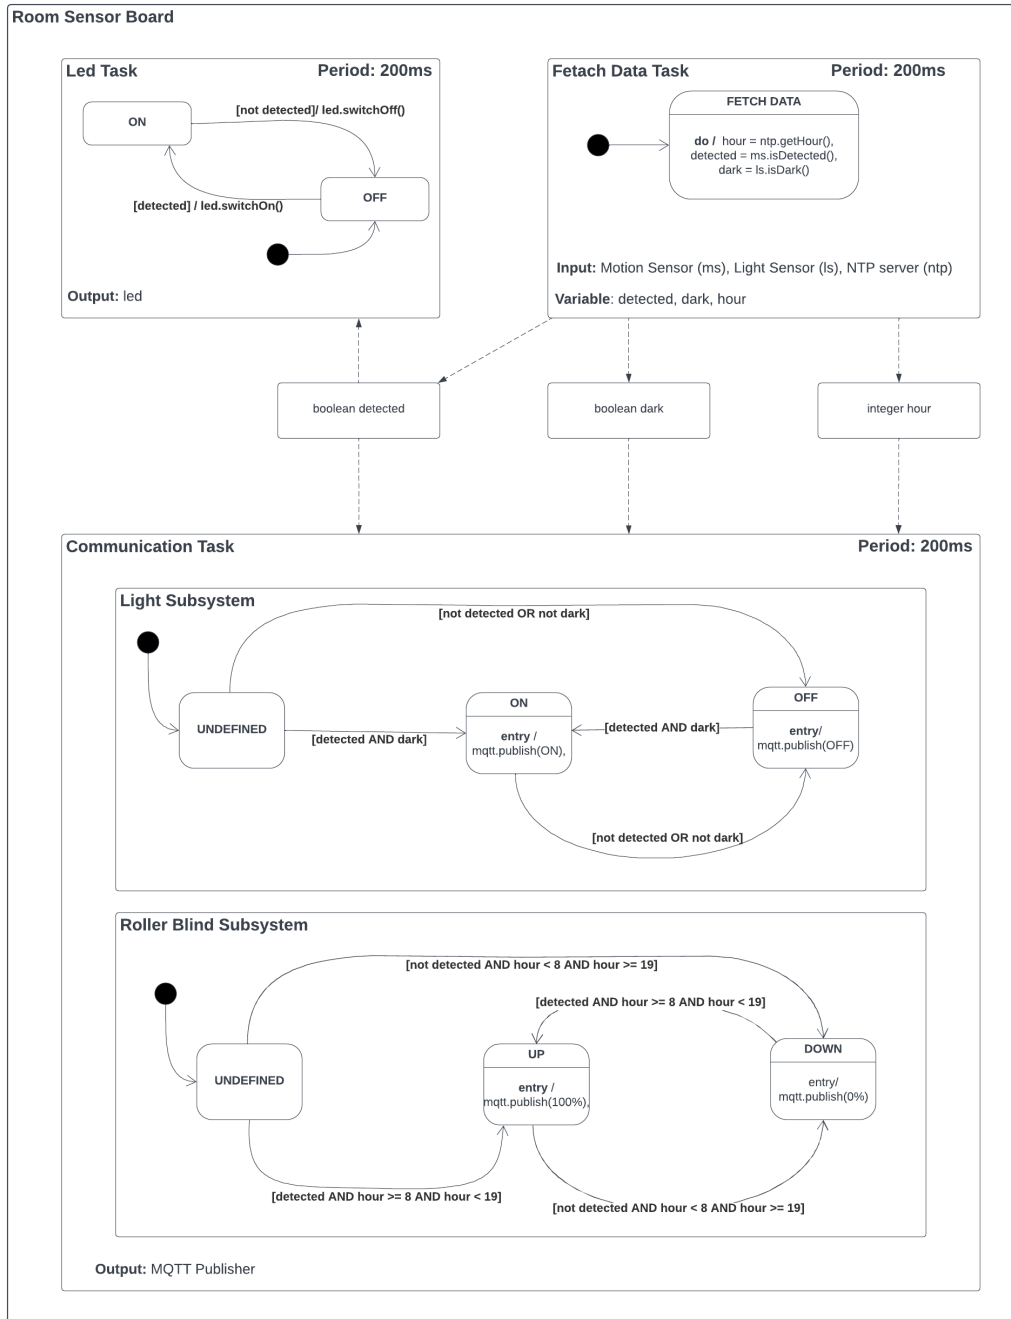 Room Sensor Board
Led Task
Period: 200ms
ON
[not detected]/ led.switchOff()
OFF
[detected] / led.switchOn()
Output: led
Fetach Data Task
Period: 200ms
FETCH DATA
do / hour = ntp.getHour(),
detected = ms.isDetected(),
dark = ls.isDark()
Input: Motion Sensor (ms), Light Sensor (ls), NTP server (ntp)
Variable: detected, dark, hour
boolean detected
boolean dark
integer hour
Communication Task
Period: 200ms
Light Subsystem
[not detected OR not dark]
UNDEFINED
[detected AND dark]
ON
entry /
mqtt.publish(ON),
[detected AND dark]
OFF
entry/
mqtt.publish(OFF)
[not detected OR not dark]
Roller Blind Subsystem
[not detected AND hour < 8 AND hour >= 19]
[detected AND hour >= 8 AND hour < 19]
UNDEFINED
UP
entry /
mqtt.publish(100%),
DOWN
entry/
mqtt.publish(0%)
[detected AND hour >= 8 AND hour < 19]
[not detected AND hour < 8 AND hour >= 19]
Output: MQTT Publisher